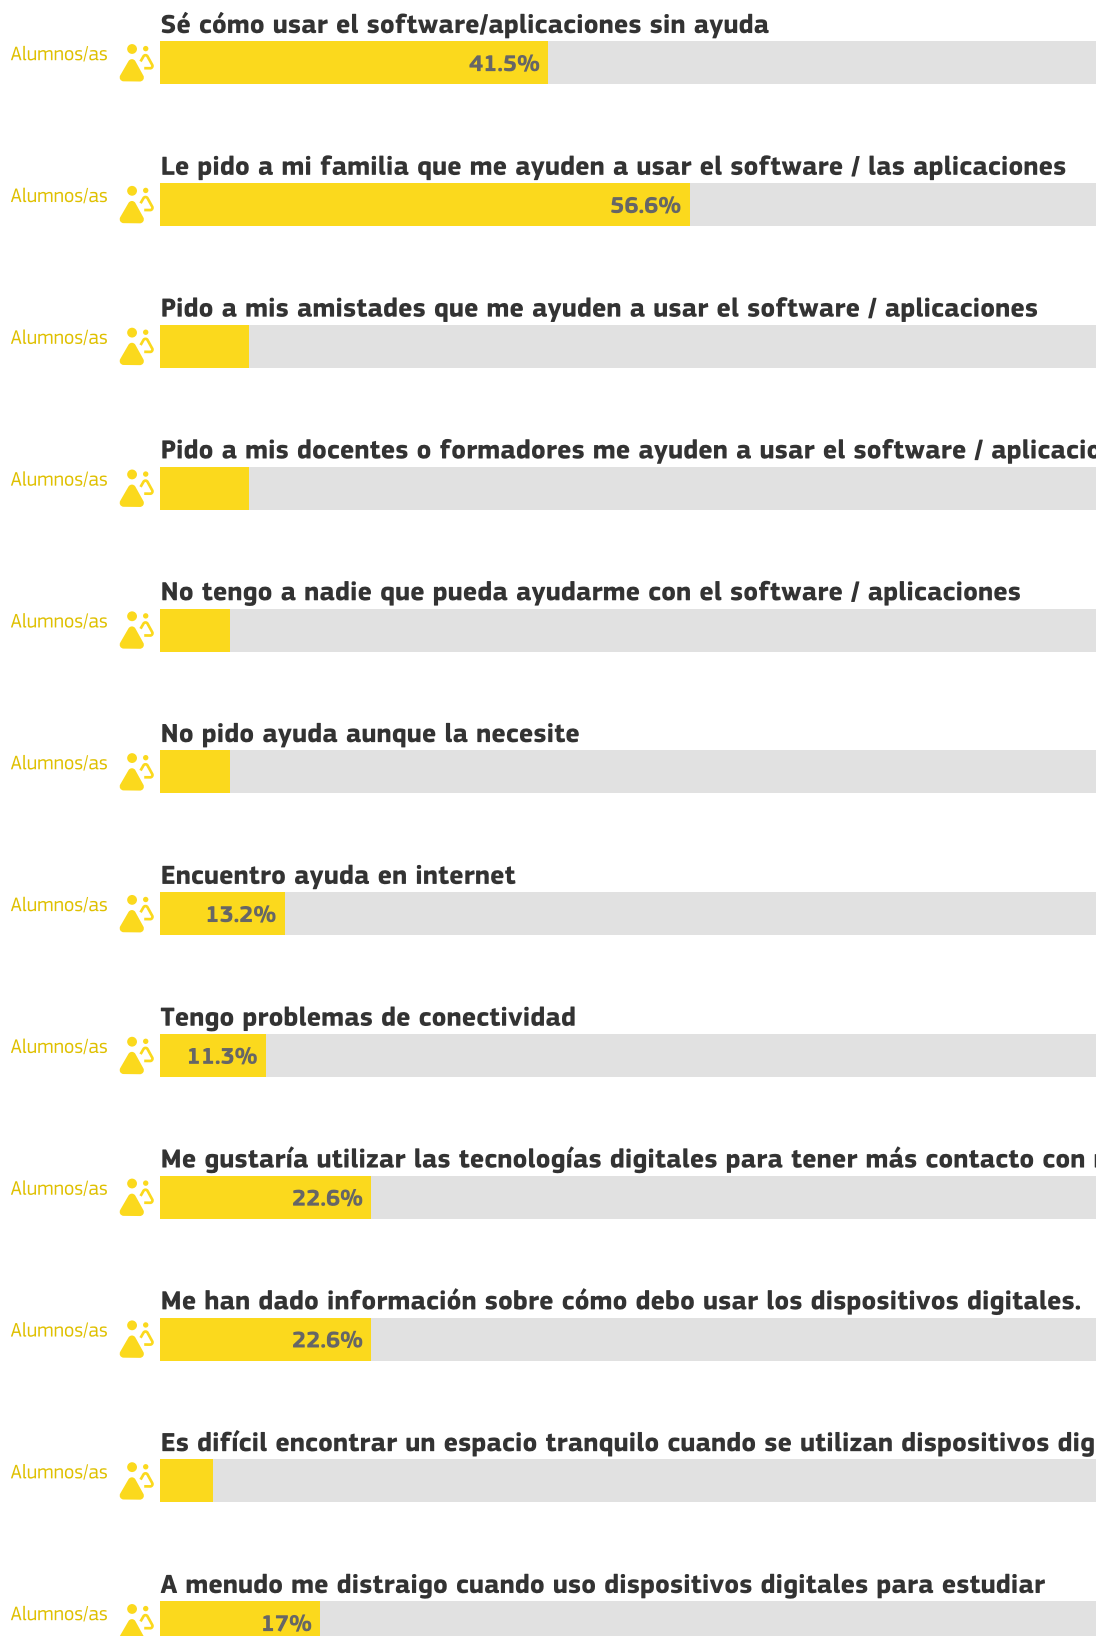 Sé cómo usar el software/aplicaciones sin ayuda
Alumnos/as
41.5%
Le pido a mi familia que me ayuden a usar el software / las aplicaciones
Alumnos/as
56.6%
Pido a mis amistades que me ayuden a usar el software / aplicaciones
Alumnos/as
Pido a mis docentes o formadores me ayuden a usar el software / aplicacio
Alumnos/as
No tengo a nadie que pueda ayudarme con el software / aplicaciones
Alumnos/as
No pido ayuda aunque la necesite
Alumnos/as
Encuentro ayuda en internet
Alumnos/as
13.2%
Tengo problemas de conectividad
Alumnos/as
11.3%
Me gustaría utilizar las tecnologías digitales para tener más contacto con
Alumnos/as
22.6%
Me han dado información sobre cómo debo usar los dispositivos digitales.
Alumnos/as
22.6%
Es difícil encontrar un espacio tranquilo cuando se utilizan dispositivos dig
Alumnos/as
A menudo me distraigo cuando uso dispositivos digitales para estudiar
Alumnos/as
17%